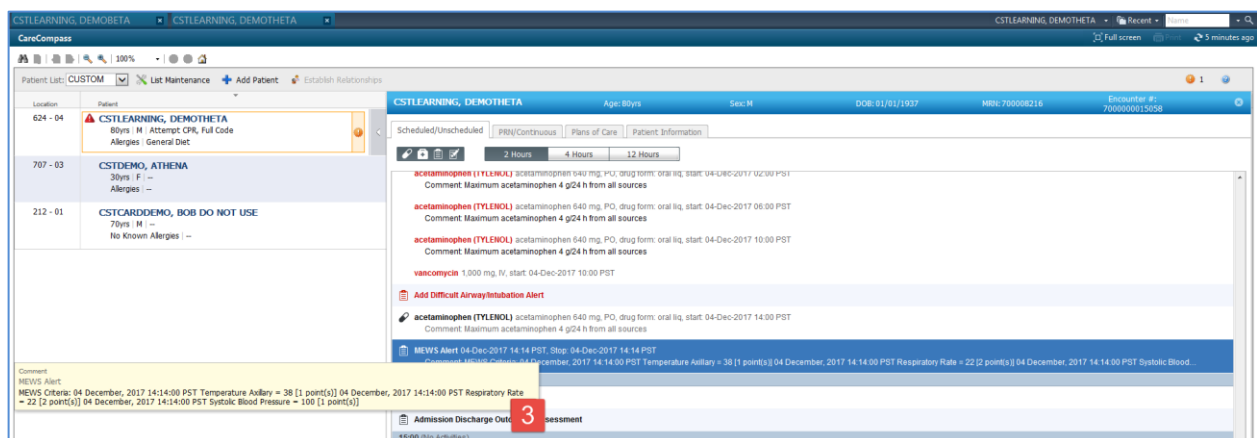 CSTLEARNING, DEMOBETA
CSTLEARNING, DEMOTHETA
CSTLEARNING, DEMOTHETA
Recent
Name
CareCompass
Full screen
Print
5 minutes ago
100%
Patient List: CUSTOM
List Maintenance
Add Patient
Establish Relationships
1
Location
Patient
624 - 04
CSTLEARNING, DEMOTHETA
80yrs | M | Attempt CPR, Full Code
Allergies | General Diet
707 - 03
CSTDEMO, ATHENA
30yrs | F | --
Allergies | --
212 - 01
CSTCARDDEMO, BOB DO NOT USE
70yrs | M | --
No Known Allergies | --
CSTLEARNING, DEMOTHETA
Age: 80yrs
Sex: M
DOB: 01/01/1937
MRN: 700008216
Encounter #:
7000000015058
Scheduled/Unscheduled
PRN/Continuous
Plans of Care
Patient Information
2 Hours
4 Hours
12 Hours
acetaminophen (TYLENOL) acetaminophen 640 mg, PO, drug form: oral liq, start: 04-Dec-2017 02:00 PST
Comment: Maximum acetaminophen 4 g/24 h from all sources
acetaminophen (TYLENOL) acetaminophen 640 mg, PO, drug form: oral liq, start: 04-Dec-2017 06:00 PST
Comment: Maximum acetaminophen 4 g/24 h from all sources
acetaminophen (TYLENOL) acetaminophen 640 mg, PO, drug form: oral liq, start: 04-Dec-2017 10:00 PST
Comment: Maximum acetaminophen 4 g/24 h from all sources
vancomycin 1,000 mg, IV, start: 04-Dec-2017 10:00 PST
Add Difficult Airway/Intubation Alert
acetaminophen (TYLENOL) acetaminophen 640 mg, PO, drug form: oral liq, start: 04-Dec-2017 14:00 PST
Comment: Maximum acetaminophen 4 g/24 h from all sources
MEWS Alert 04-Dec-2017 14:14 PST, Stop: 04-Dec-2017 14:14 PST
Comment: MEWS Criteria: 04 December, 2017 14:14:00 PST Temperature Axillary = 38 [1 point(s)] 04 December, 2017 14:14:00 PST Respiratory Rate = 22 [2 point(s)] 04 December, 2017 14:14:00 PST Systolic Blood...
Comment
MEWS Alert
MEWS Criteria: 04 December, 2017 14:14:00 PST Temperature Axillary = 38 [1 point(s)] 04 December, 2017 14:14:00 PST Respiratory Rate
= 22 [2 point(s)] 04 December, 2017 14:14:00 PST Systolic Blood Pressure = 100 [1 point(s)]
3
Admission Discharge
15:00 (No Activities)